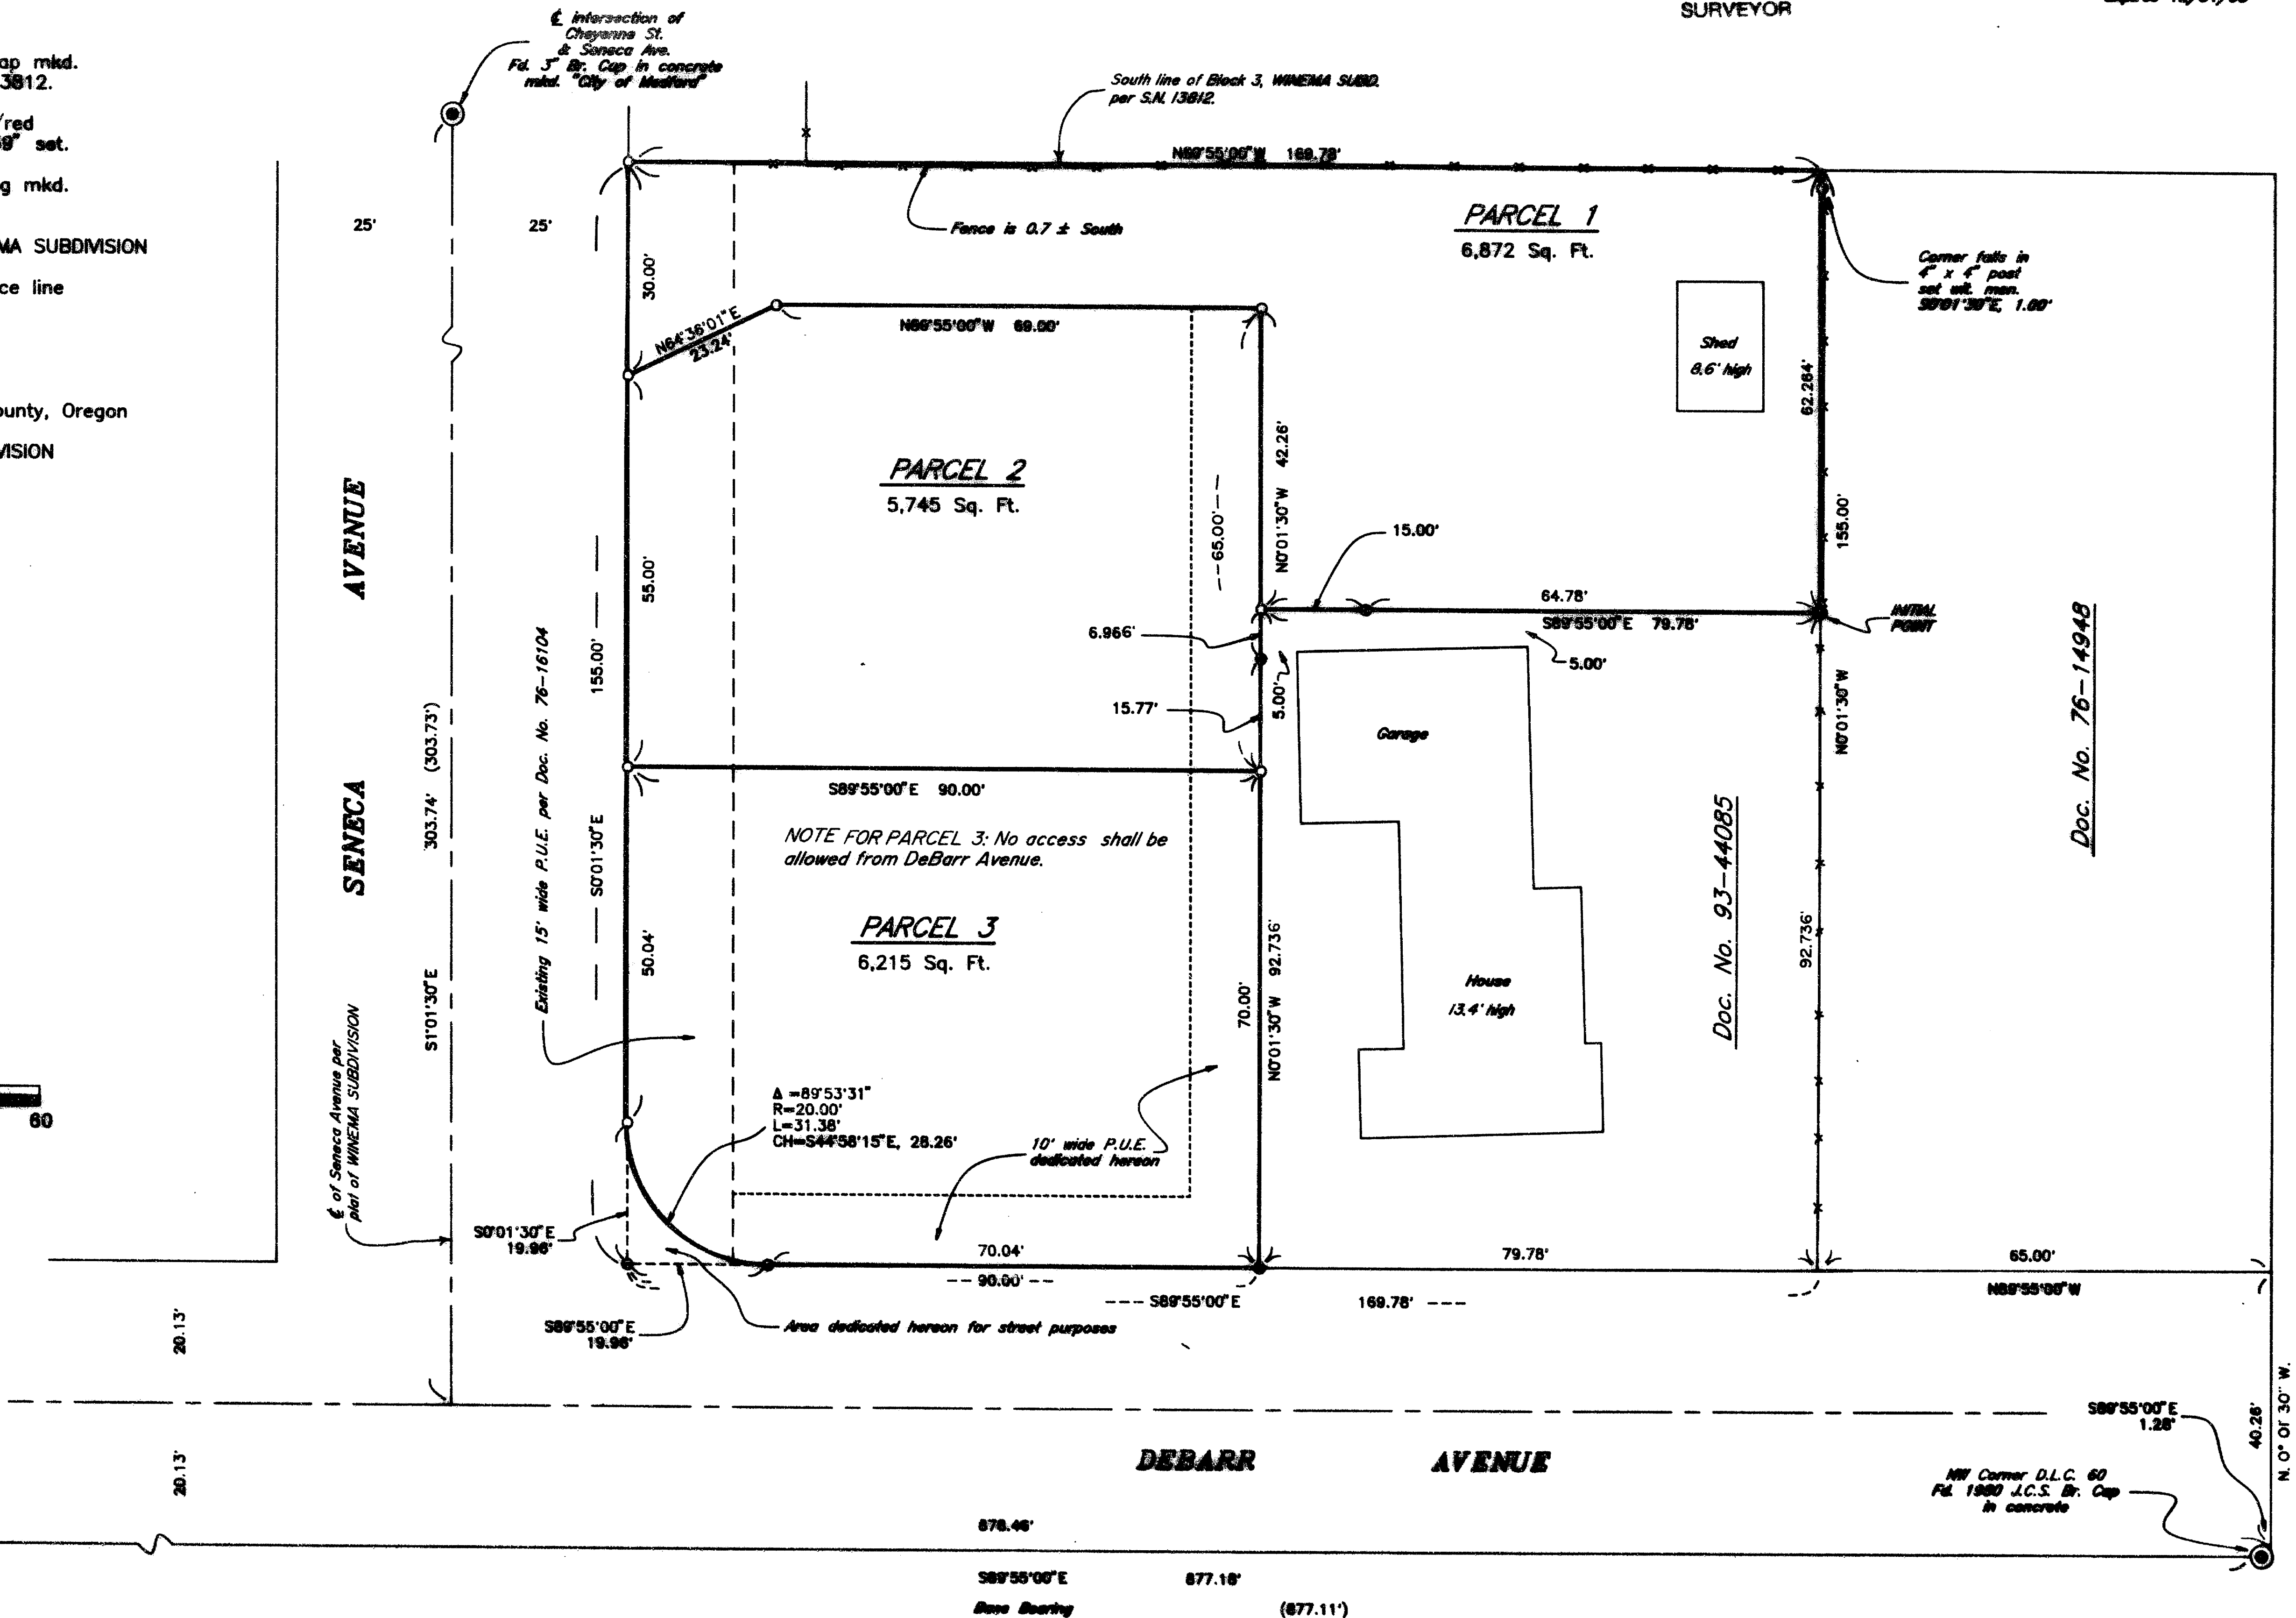 SURVEYOR
℄ intersection of
Cheyenne St.
& Seneca Ave.
Fd. 3" Br. Cap in concrete
mkd. "City of Medford"
ap mkd.
3812.
/red
59" set.
g mkd.
MA SUBDIVISION
ce line
ounty, Oregon
VISION
60
South line of Block 3, WINEMA SUBD.
per S.N. 13812.
N89°55'00"W 169.78'
Fence is 0.7 ± South
25'
25'
30.00'
PARCEL 1
6,872 Sq. Ft.
Corner falls in
4" x 4" post
set wit. mon.
S0°01'30"E, 1.00'
Shed
8.6' high
62.264'
155.00'
N64°36'01"E
23.24'
N89°55'00"W 69.00'
PARCEL 2
5,745 Sq. Ft.
---65.00'---
N0°01'30"W 42.26'
15.00'
64.78'
S89°55'00"E 79.78'
5.00'
INITIAL
POINT
6.966'
5.00'
15.77'
55.00'
155.00'
S0°01'30"E
SENECA AVENUE
303.74' (303.73')
S1°01'30"E
Existing 15' wide P.U.E. per Doc. No. 76-16104
S89°55'00"E 90.00'
NOTE FOR PARCEL 3: No access shall be
allowed from DeBarr Avenue.
PARCEL 3
6,215 Sq. Ft.
50.04'
Garage
House
13.4' high
Doc. No. 93-44085
N0°01'30"W
92.736'
Doc. No. 76-14948
70.00'
N0°01'30"W 92.736'
℄ of Seneca Avenue per
plat of WINEMA SUBDIVISION
Δ =89°53'31"
R=20.00'
L=31.38'
CH=S44°58'15"E, 28.26'
10' wide P.U.E.
dedicated hereon
S0°01'30"E
19.96'
70.04'
79.78'
65.00'
--- 90.00' ---
--- S89°55'00"E 169.78' ---
N89°55'00"W
S89°55'00"E
19.96'
Area dedicated hereon for street purposes
20.13'
20.13'
DEBARR AVENUE
S89°55'00"E
1.28'
40.26'
N. 0° 01' 30" W.
NW Corner D.L.C. 60
Fd. 1980 J.C.S. Br. Cap
in concrete
878.46'
S89°55'00"E 877.18'
Base Bearing (877.11')